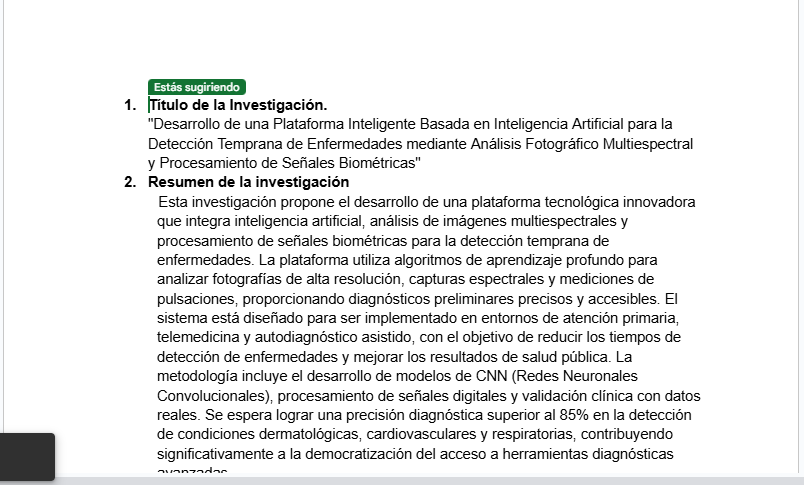 Estás sugiriendo
1. Título de la Investigación.
"Desarrollo de una Plataforma Inteligente Basada en Inteligencia Artificial para la
Detección Temprana de Enfermedades mediante Análisis Fotográfico Multiespectral
y Procesamiento de Señales Biométricas"
2. Resumen de la investigación
Esta investigación propone el desarrollo de una plataforma tecnológica innovadora
que integra inteligencia artificial, análisis de imágenes multiespectrales y
procesamiento de señales biométricas para la detección temprana de
enfermedades. La plataforma utiliza algoritmos de aprendizaje profundo para
analizar fotografías de alta resolución, capturas espectrales y mediciones de
pulsaciones, proporcionando diagnósticos preliminares precisos y accesibles. El
sistema está diseñado para ser implementado en entornos de atención primaria,
telemedicina y autodiagnóstico asistido, con el objetivo de reducir los tiempos de
detección de enfermedades y mejorar los resultados de salud pública. La
metodología incluye el desarrollo de modelos de CNN (Redes Neuronales
Convolucionales), procesamiento de señales digitales y validación clínica con datos
reales. Se espera lograr una precisión diagnóstica superior al 85% en la detección
de condiciones dermatológicas, cardiovasculares y respiratorias, contribuyendo
significativamente a la democratización del acceso a herramientas diagnósticas
avanzadas.